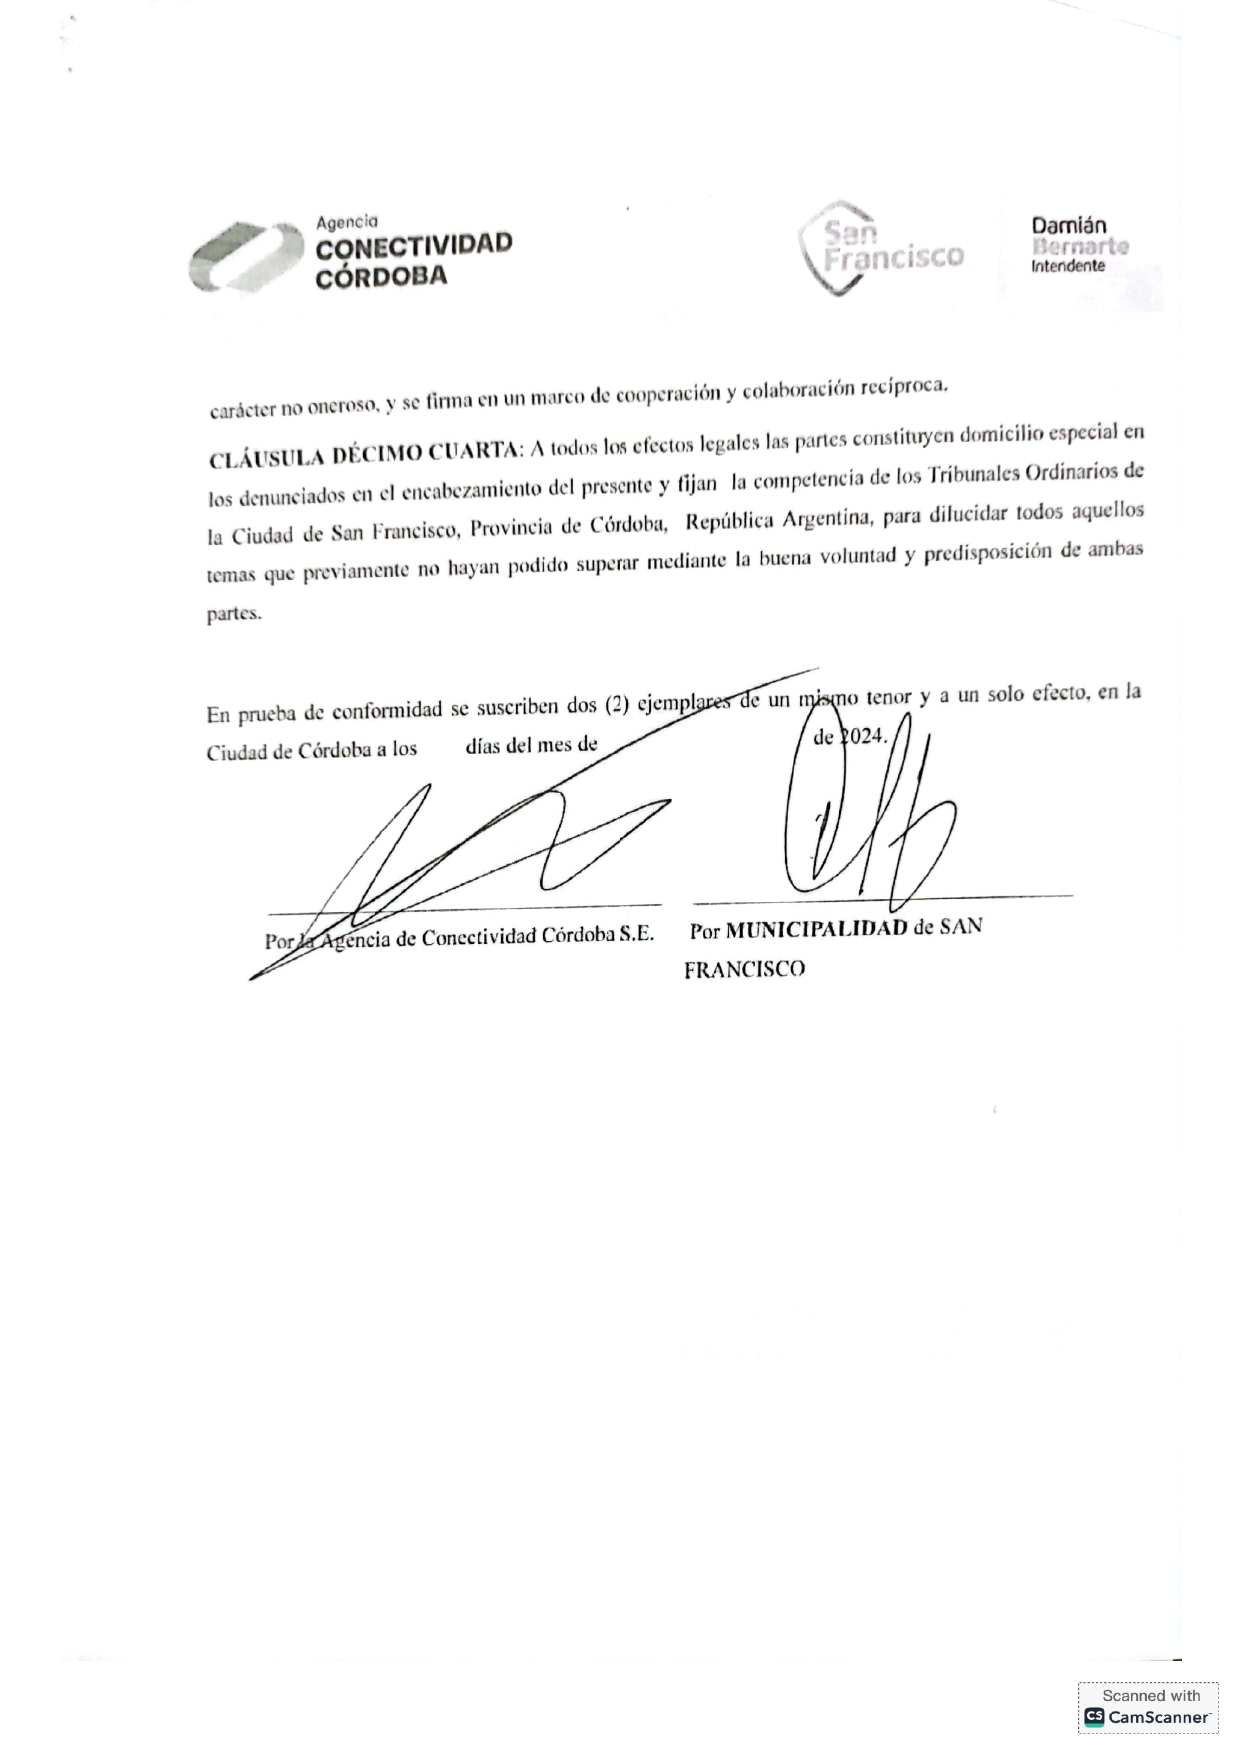 Agencia
CONECTIVIDAD
CÓRDOBA
San
Francisco
Damián
Bernarte
Intendente
carácter no oneroso, y se firma en un marco de cooperación y colaboración recíproca.
CLÁUSULA DÉCIMO CUARTA: A todos los efectos legales las partes constituyen domicilio especial en
los denunciados en el encabezamiento del presente y fijan la competencia de los Tribunales Ordinarios de
la Ciudad de San Francisco, Provincia de Córdoba, República Argentina, para dilucidar todos aquellos
temas que previamente no hayan podido superar mediante la buena voluntad y predisposición de ambas
partes.
En prueba de conformidad se suscriben dos (2) ejemplares de un mismo tenor y a un solo efecto, en la
Ciudad de Córdoba a los días del mes de de 2024.
Por la Agencia de Conectividad Córdoba S.E.
Por MUNICIPALIDAD de SAN
FRANCISCO
Scanned with
CS CamScanner